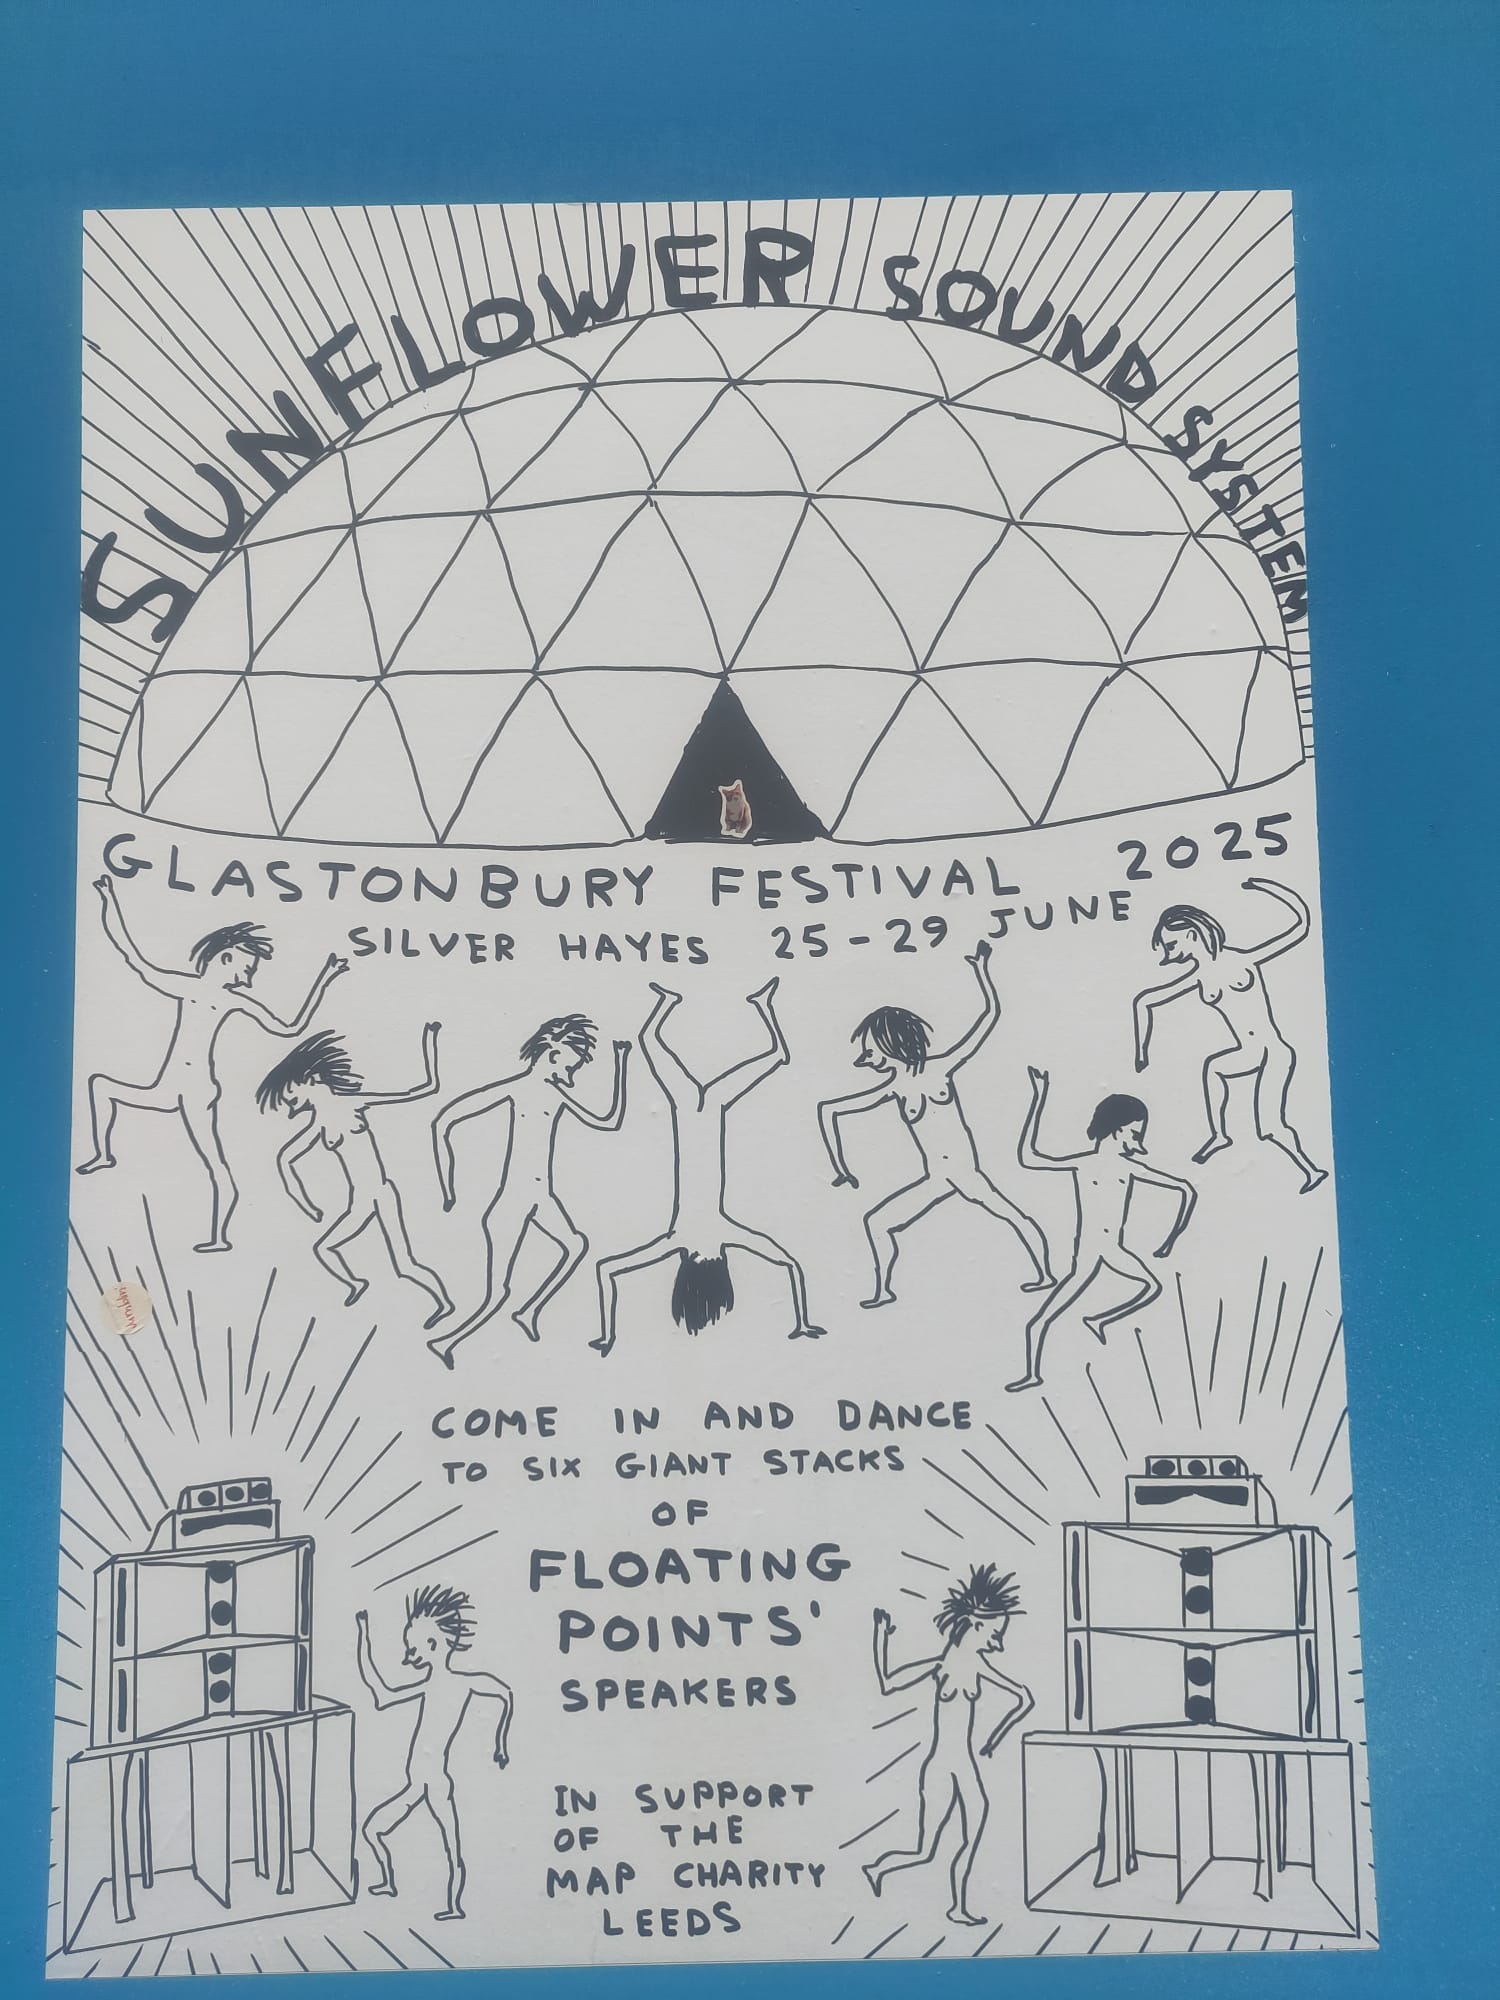 SUNFLOWER SOUND SYSTEM
GLASTONBURY FESTIVAL 2025
SILVER HAYES 25-29 JUNE
COME IN AND DANCE
TO SIX GIANT STACKS
OF
FLOATING
POINTS'
SPEAKERS
IN SUPPORT
OF THE
MAP CHARITY
LEEDS